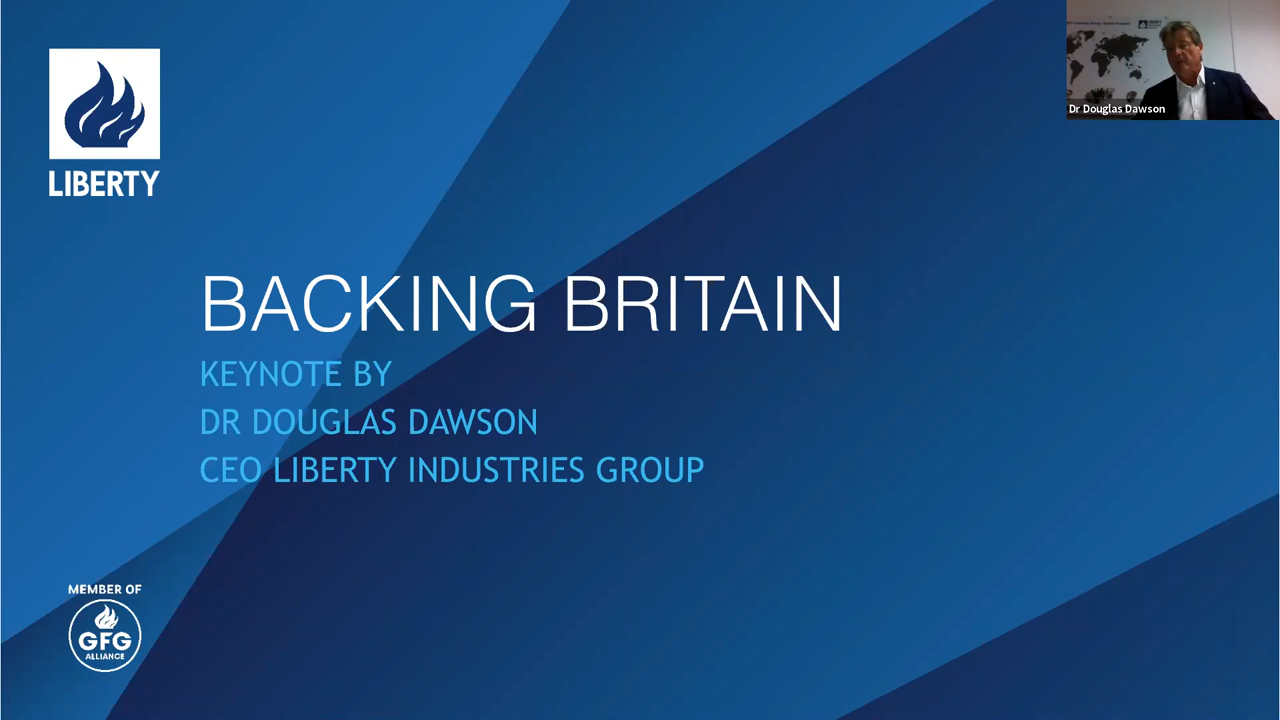 LIBERTY
BACKING BRITAIN
KEYNOTE BY
DR DOUGLAS DAWSON
CEO LIBERTY INDUSTRIES GROUP
MEMBER OF
GFG
ALLIANCE
LIBERTY
Dr Douglas Dawson